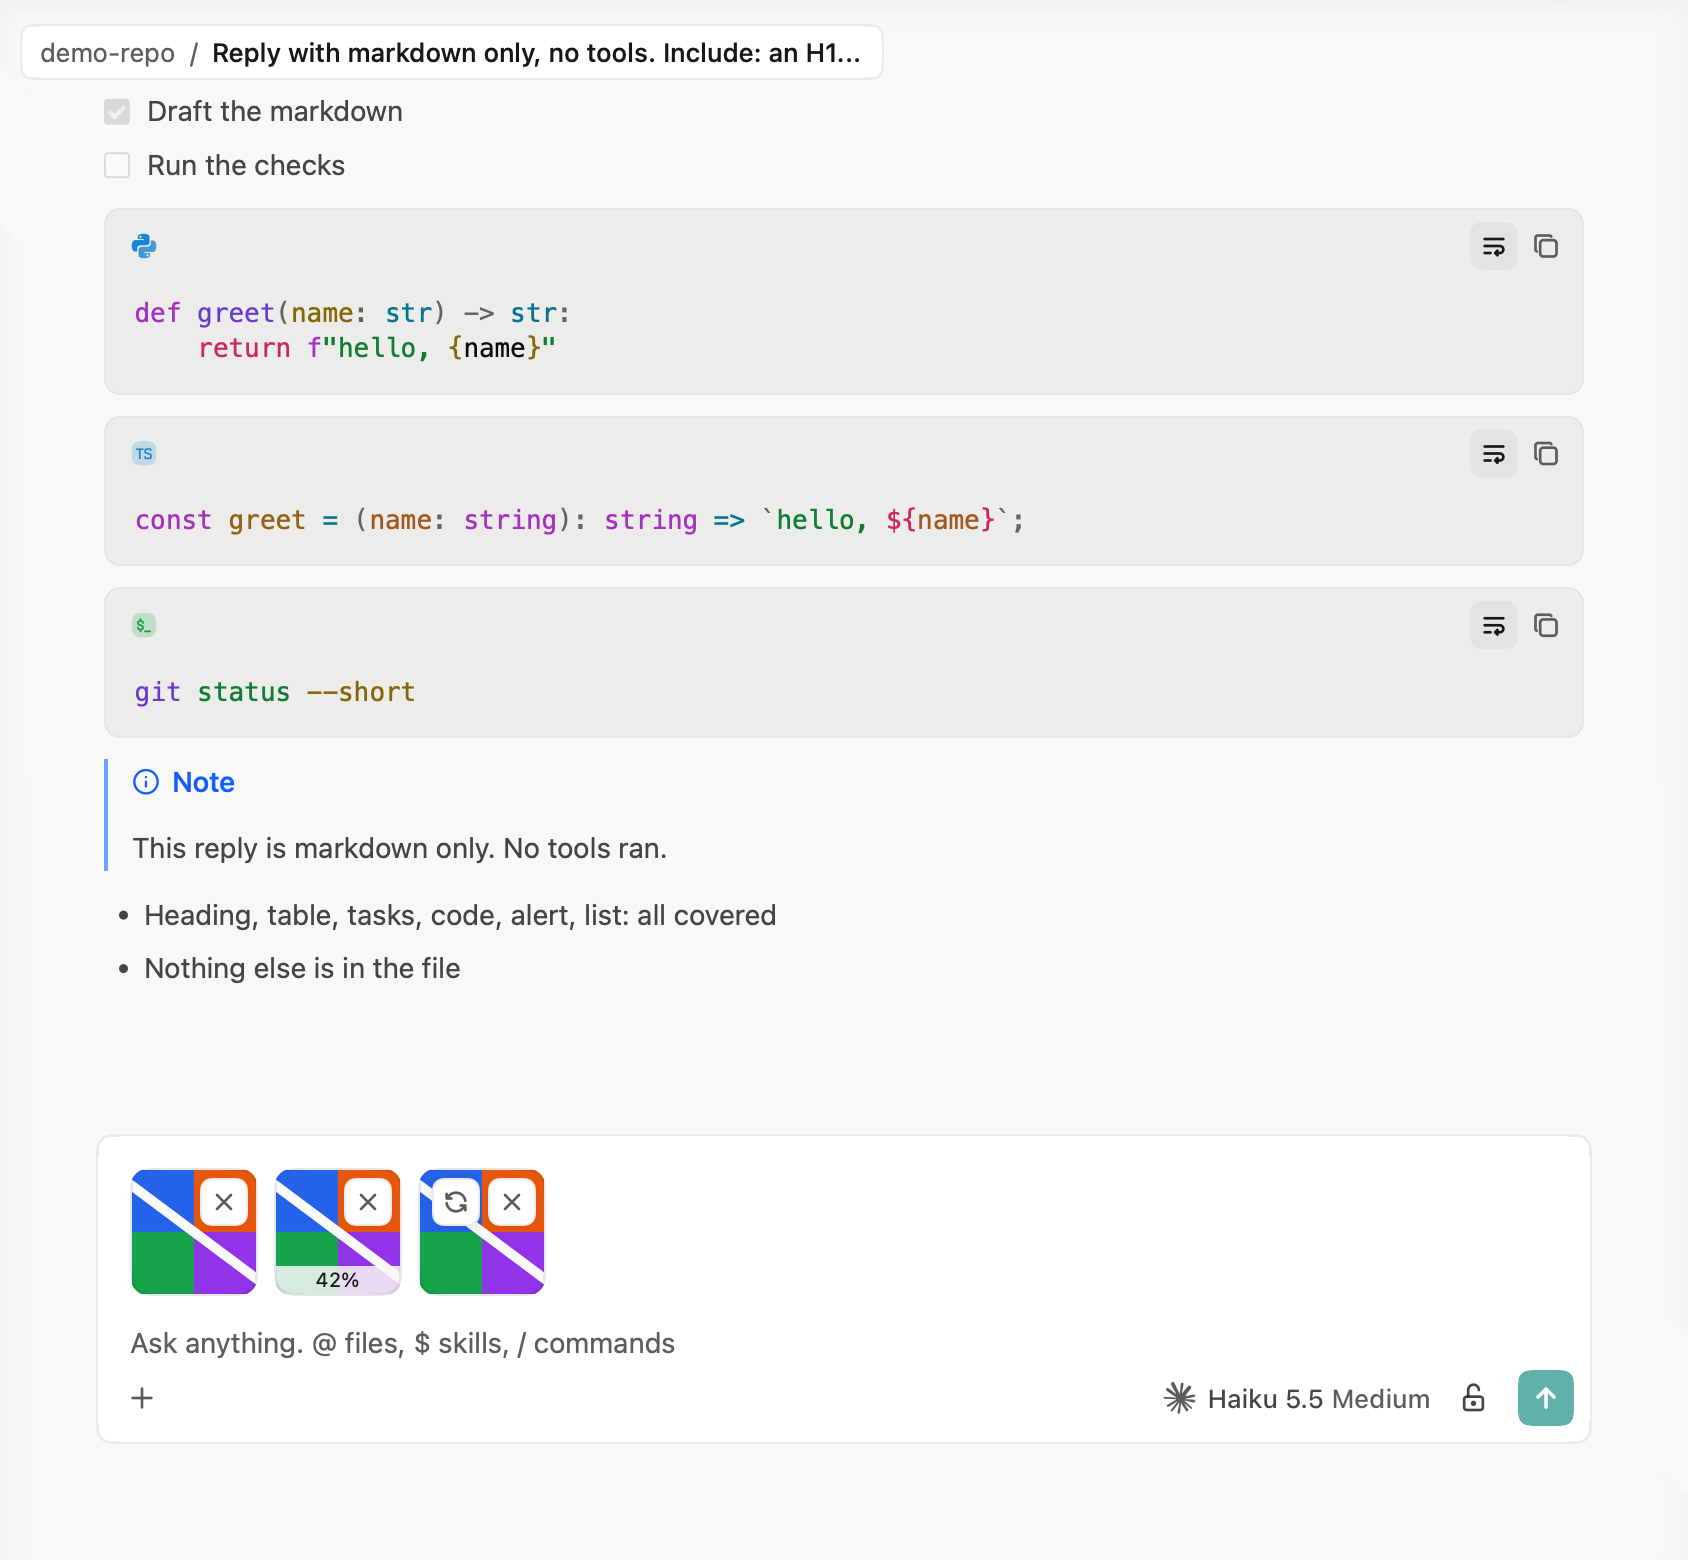 demo-repo / Reply with markdown only, no tools. Include: an H1...
Draft the markdown
Run the checks
def greet(name: str) -> str:
    return f"hello, {name}"
TS
const greet = (name: string): string => `hello, ${name}`;
$_
git status --short
Note
This reply is markdown only. No tools ran.
• Heading, table, tasks, code, alert, list: all covered
• Nothing else is in the file
42%
Ask anything. @ files, $ skills, / commands
Haiku 5.5 Medium